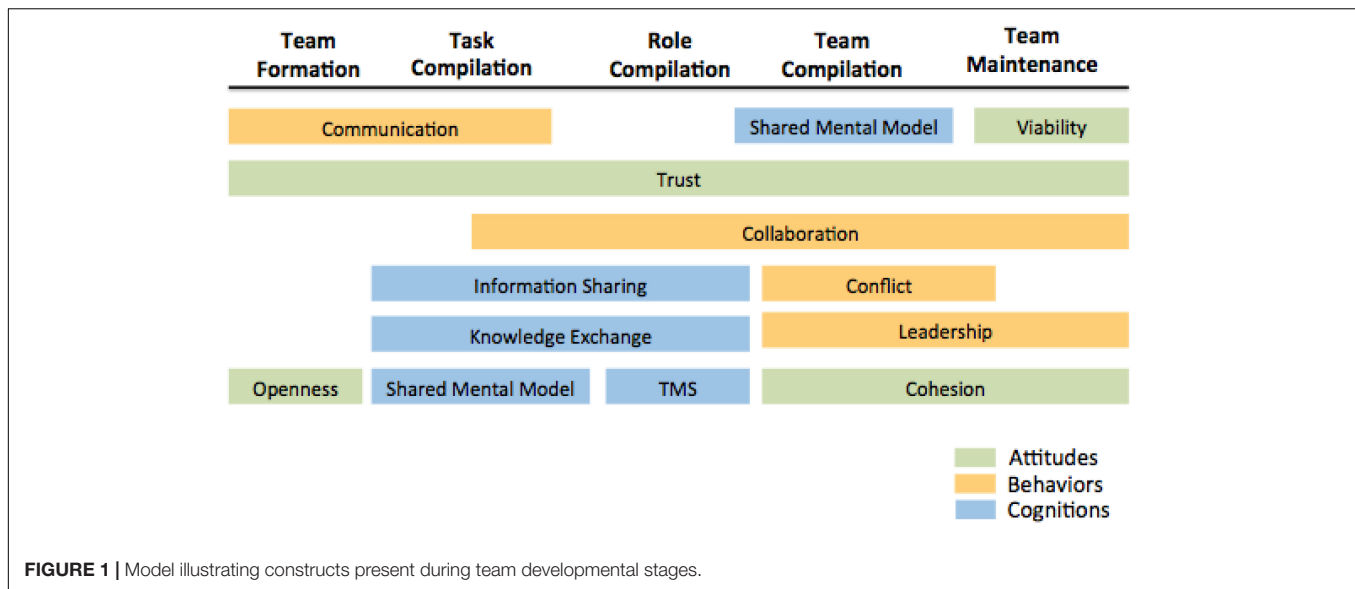 Team Formation
Task Compilation
Role Compilation
Team Compilation
Team Maintenance
Communication
Shared Mental Model
Viability
Trust
Collaboration
Information Sharing
Conflict
Knowledge Exchange
Leadership
Openness
Shared Mental Model
TMS
Cohesion
Attitudes
Behaviors
Cognitions
FIGURE 1 | Model illustrating constructs present during team developmental stages.